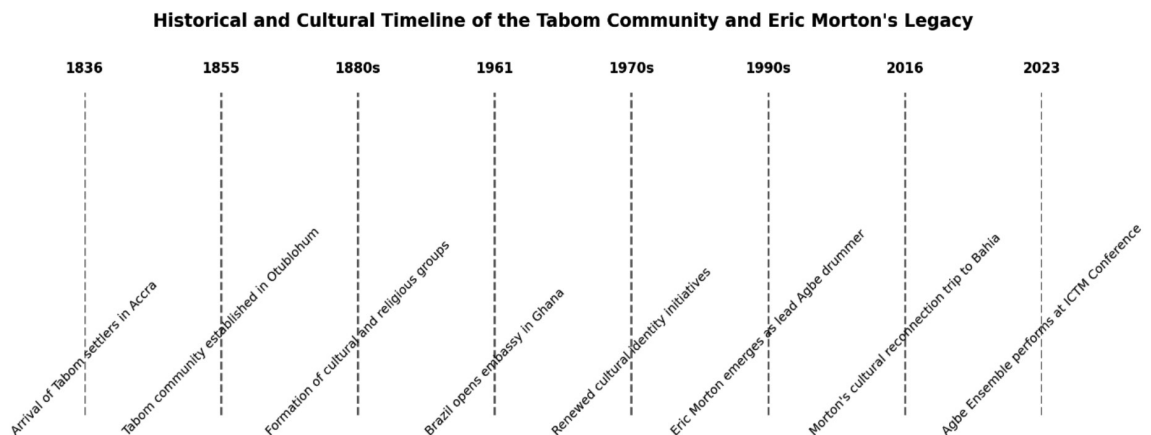 Historical and Cultural Timeline of the Tabom Community and Eric Morton's Legacy
1836
1855
1880s
1961
1970s
1990s
2016
2023
Arrival of Tabom settlers in Accra
Tabom community established in Otublohum
Formation of cultural and religious groups
Brazil opens embassy in Ghana
Renewed cultural identity initiatives
Eric Morton emerges as lead Agbe drummer
Morton's cultural reconnection trip to Bahia
Agbe Ensemble performs at ICTM Conference